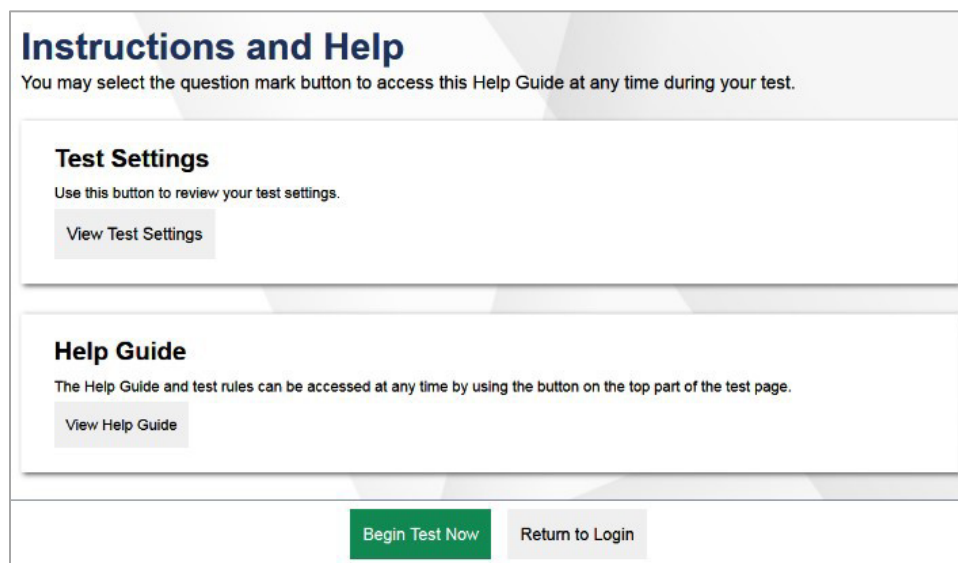 Instructions and Help
You may select the question mark button to access this Help Guide at any time during your test.
Test Settings
Use this button to review your test settings.
View Test Settings
Help Guide
The Help Guide and test rules can be accessed at any time by using the button on the top part of the test page.
View Help Guide
Begin Test Now
Return to Login